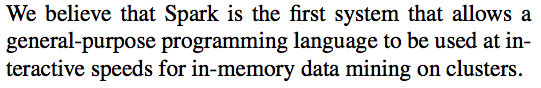 We believe that Spark is the first system that allows a
general-purpose programming language to be used at in-
teractive speeds for in-memory data mining on clusters.